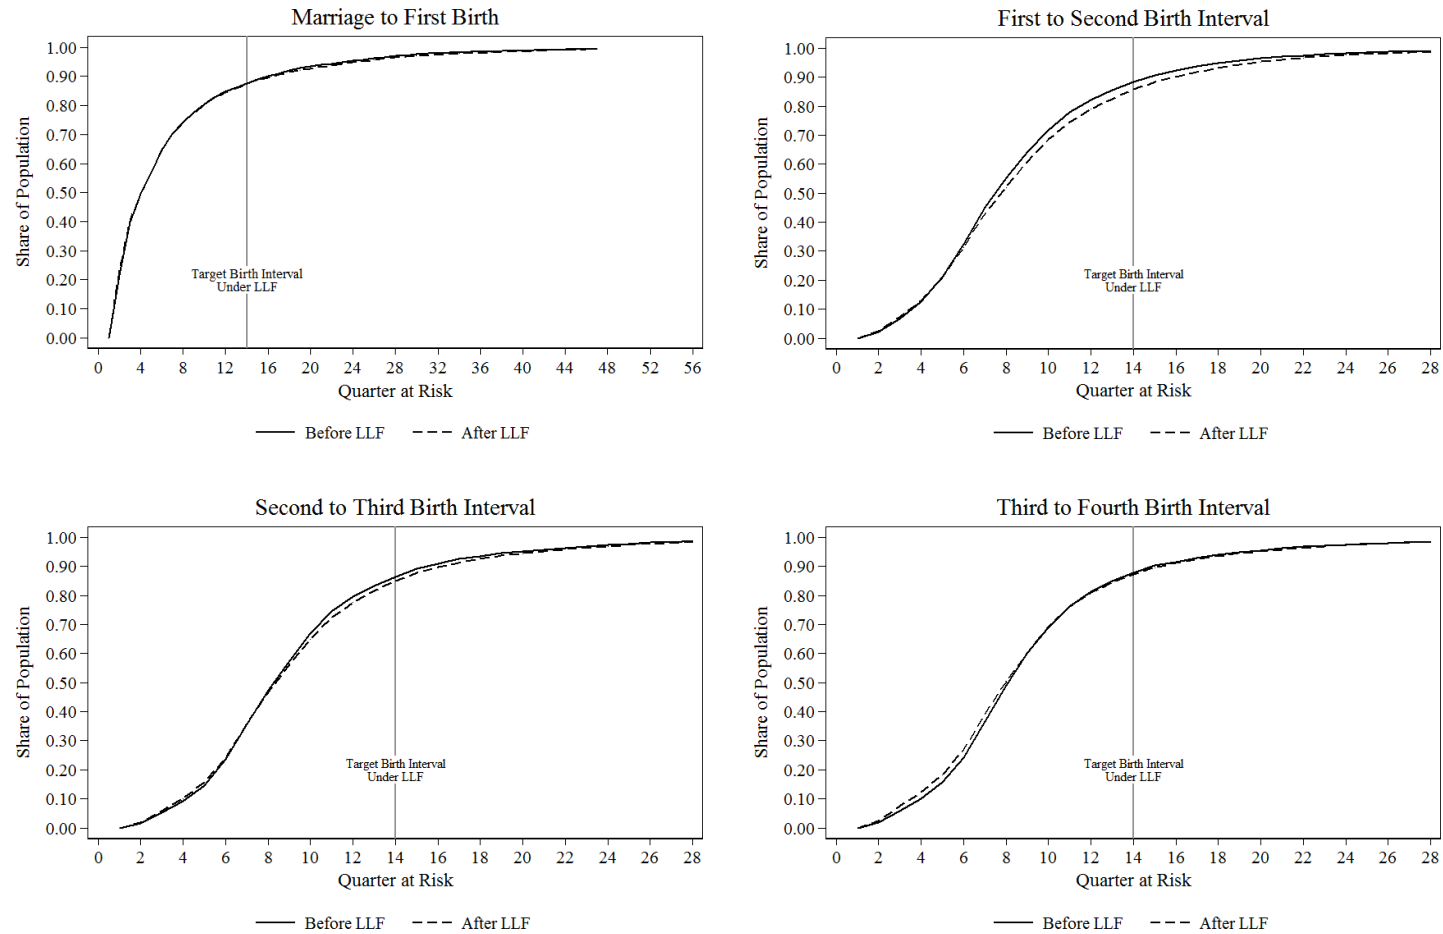 Marriage to First Birth
Share of Population
1.00
0.90
0.80
0.70
0.60
0.50
0.40
0.30
0.20
0.10
0.00
Target Birth Interval
Under LLF
0 4 8 12 16 20 24 28 32 36 40 44 48 52 56
Quarter at Risk
Before LLF After LLF
First to Second Birth Interval
Share of Population
1.00
0.90
0.80
0.70
0.60
0.50
0.40
0.30
0.20
0.10
0.00
Target Birth Interval
Under LLF
0 2 4 6 8 10 12 14 16 18 20 22 24 26 28
Quarter at Risk
Before LLF After LLF
Second to Third Birth Interval
Share of Population
1.00
0.90
0.80
0.70
0.60
0.50
0.40
0.30
0.20
0.10
0.00
Target Birth Interval
Under LLF
0 2 4 6 8 10 12 14 16 18 20 22 24 26 28
Quarter at Risk
Before LLF After LLF
Third to Fourth Birth Interval
Share of Population
1.00
0.90
0.80
0.70
0.60
0.50
0.40
0.30
0.20
0.10
0.00
Target Birth Interval
Under LLF
0 2 4 6 8 10 12 14 16 18 20 22 24 26 28
Quarter at Risk
Before LLF After LLF